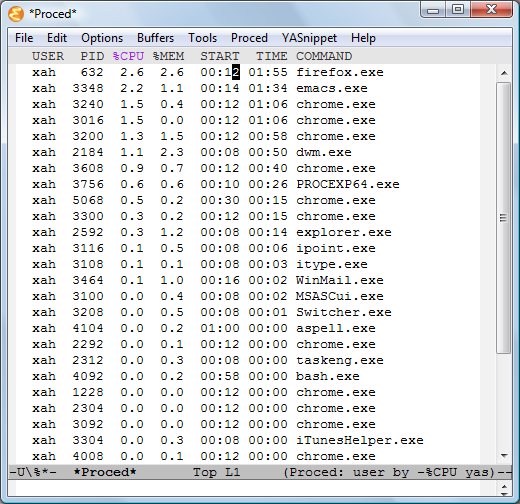 *Proced*
File Edit Options Buffers Tools Proced YASnippet Help
USER PID %CPU %MEM START TIME COMMAND
xah 632 2.6 2.6 00:12 01:55 firefox.exe
xah 3348 2.2 1.1 00:14 01:34 emacs.exe
xah 3240 1.5 0.4 00:12 01:06 chrome.exe
xah 3016 1.5 0.0 00:12 01:06 chrome.exe
xah 3200 1.3 1.5 00:12 00:58 chrome.exe
xah 2184 1.1 2.3 00:08 00:50 dwm.exe
xah 3608 0.9 0.7 00:12 00:40 chrome.exe
xah 3756 0.6 0.6 00:10 00:26 PROCEXP64.exe
xah 5068 0.5 0.2 00:30 00:15 chrome.exe
xah 3300 0.3 0.2 00:12 00:15 chrome.exe
xah 2592 0.3 1.2 00:08 00:14 explorer.exe
xah 3116 0.1 0.5 00:08 00:06 ipoint.exe
xah 3108 0.1 0.1 00:08 00:03 itype.exe
xah 3464 0.1 1.0 00:16 00:02 WinMail.exe
xah 3100 0.0 0.4 00:08 00:02 MSASCui.exe
xah 3208 0.0 0.5 00:08 00:01 Switcher.exe
xah 4104 0.0 0.2 01:00 00:00 aspell.exe
xah 2292 0.0 0.1 00:12 00:00 chrome.exe
xah 2312 0.0 0.3 00:08 00:00 taskeng.exe
xah 4092 0.0 0.2 00:58 00:00 bash.exe
xah 1228 0.0 0.0 00:12 00:00 chrome.exe
xah 2304 0.0 0.0 00:12 00:00 chrome.exe
xah 3092 0.0 0.0 00:12 00:00 chrome.exe
xah 3304 0.0 0.3 00:08 00:00 iTunesHelper.exe
xah 4008 0.0 0.1 00:12 00:00 chrome.exe
-U\%*- *Proced* Top L1 (Proced: user by -%CPU yas)--